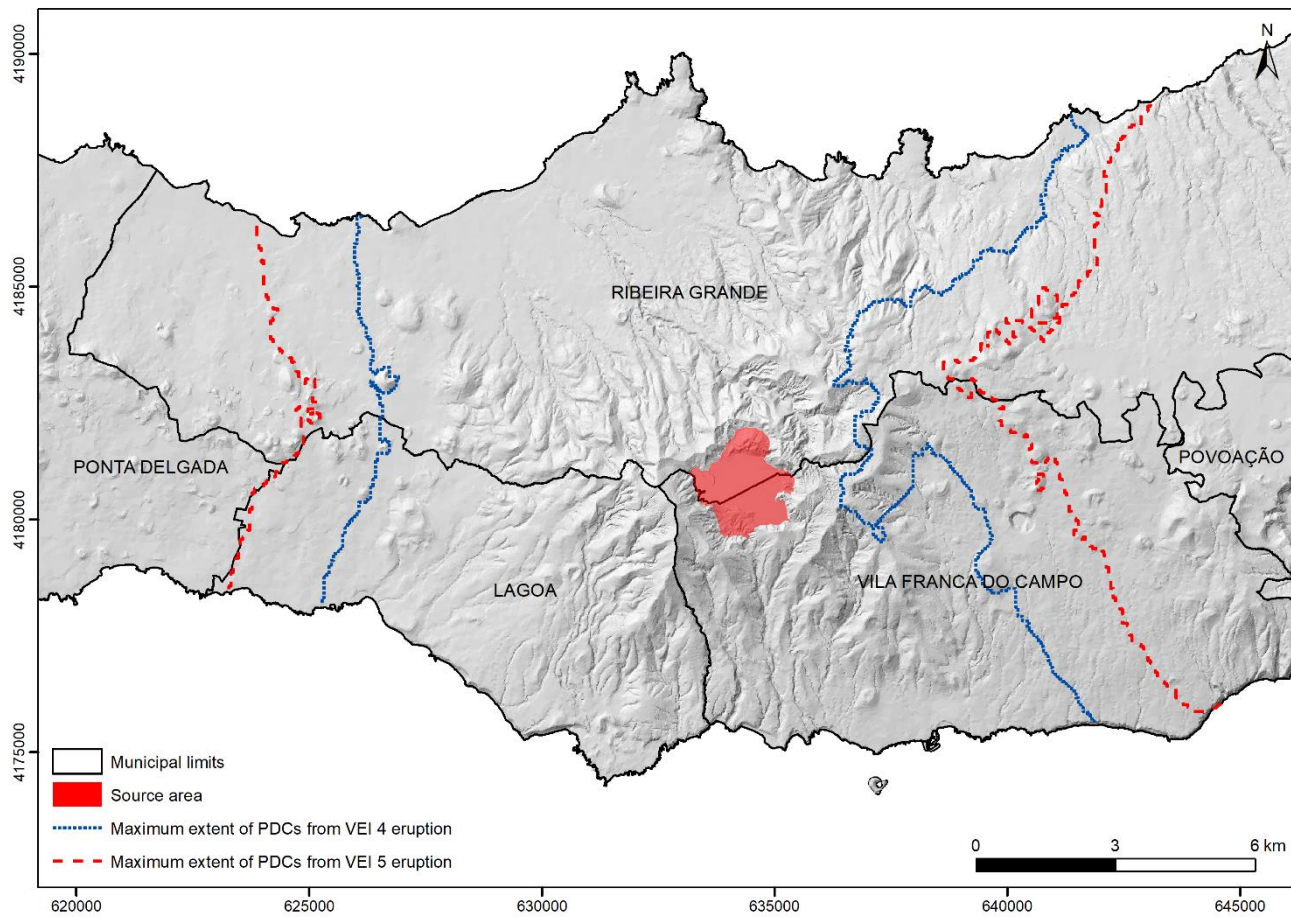 4190000
4185000
4180000
4175000
N
RIBEIRA GRANDE
PONTA DELGADA
POVOAÇÃO
LAGOA
VILA FRANCA DO CAMPO
Municipal limits
Source area
Maximum extent of PDCs from VEI 4 eruption
Maximum extent of PDCs from VEI 5 eruption
0 3 6 km
620000 625000 630000 635000 640000 645000